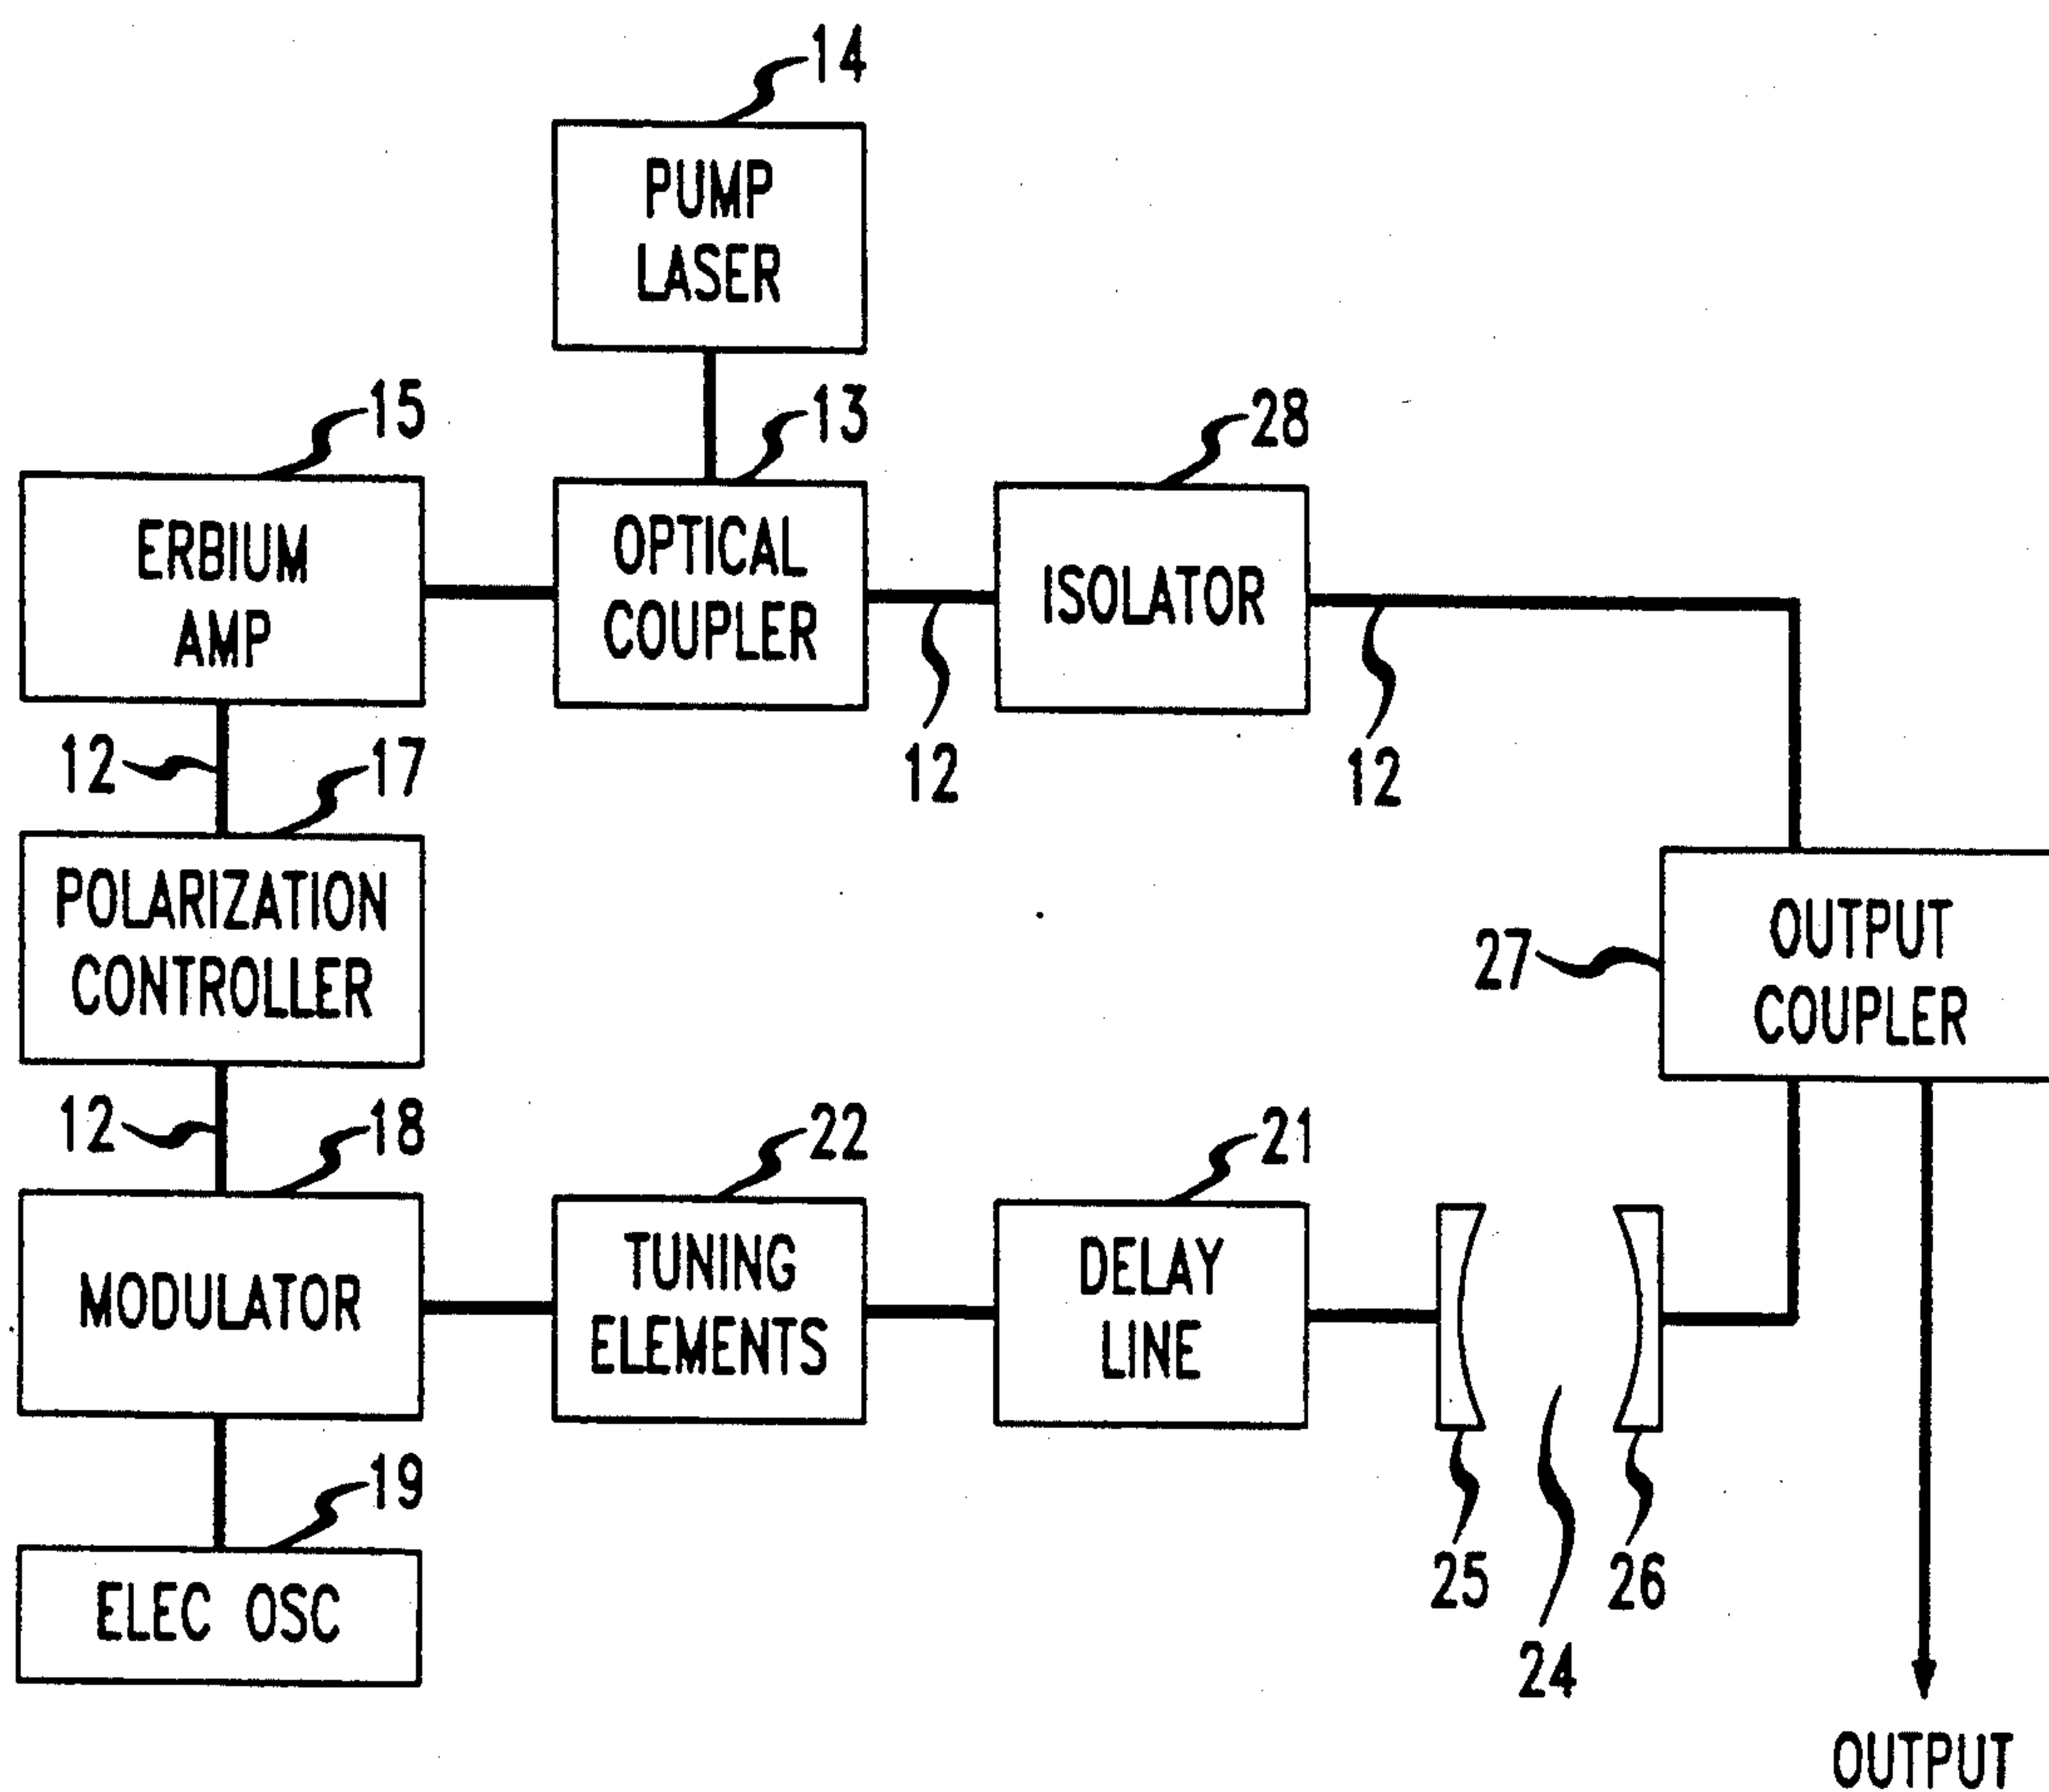 14
PUMP
LASER
15
13
28
ERBIUM
AMP
OPTICAL
COUPLER
ISOLATOR
12
17
12
12
POLARIZATION
CONTROLLER
27
OUTPUT
COUPLER
12
18
22
21
MODULATOR
TUNING
ELEMENTS
DELAY
LINE
19
25
26
ELEC OSC
24
OUTPUT